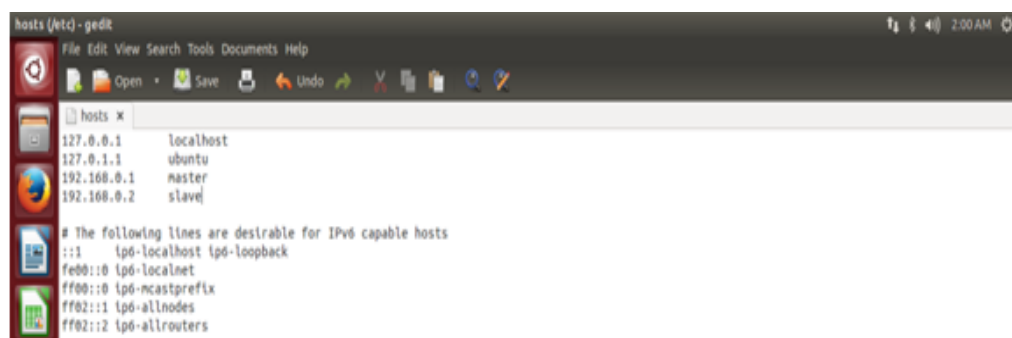 hosts (/etc) - gedit 2:00 AM
File Edit View Search Tools Documents Help
Open Save Undo
hosts x
127.0.0.1 localhost
127.0.1.1 ubuntu
192.168.0.1 master
192.168.0.2 slave
# The following lines are desirable for IPv6 capable hosts
::1 ip6-localhost ip6-loopback
fe00::0 ip6-localnet
ff00::0 ip6-mcastprefix
ff02::1 ip6-allnodes
ff02::2 ip6-allrouters